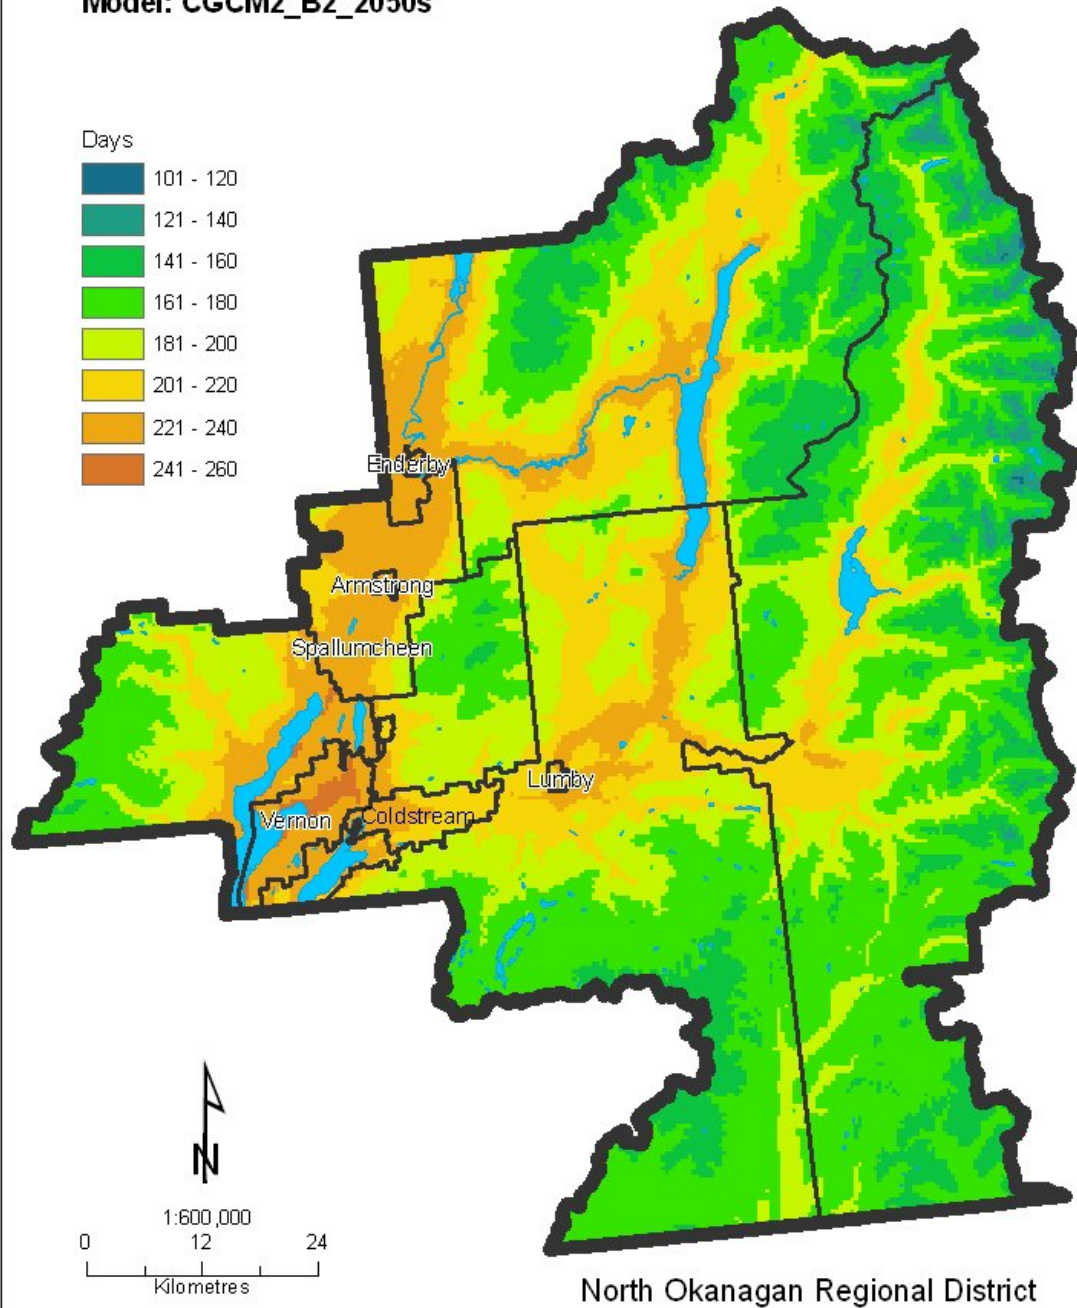 Model: CGCM2_B2_2050s
Days
101 - 120
121 - 140
141 - 160
161 - 180
181 - 200
201 - 220
221 - 240
241 - 260
Enderby
Armstrong
Spallumcheen
Lumby
Vernon
Coldstream
N
1:600,000
0 12 24
Kilometres
North Okanagan Regional District